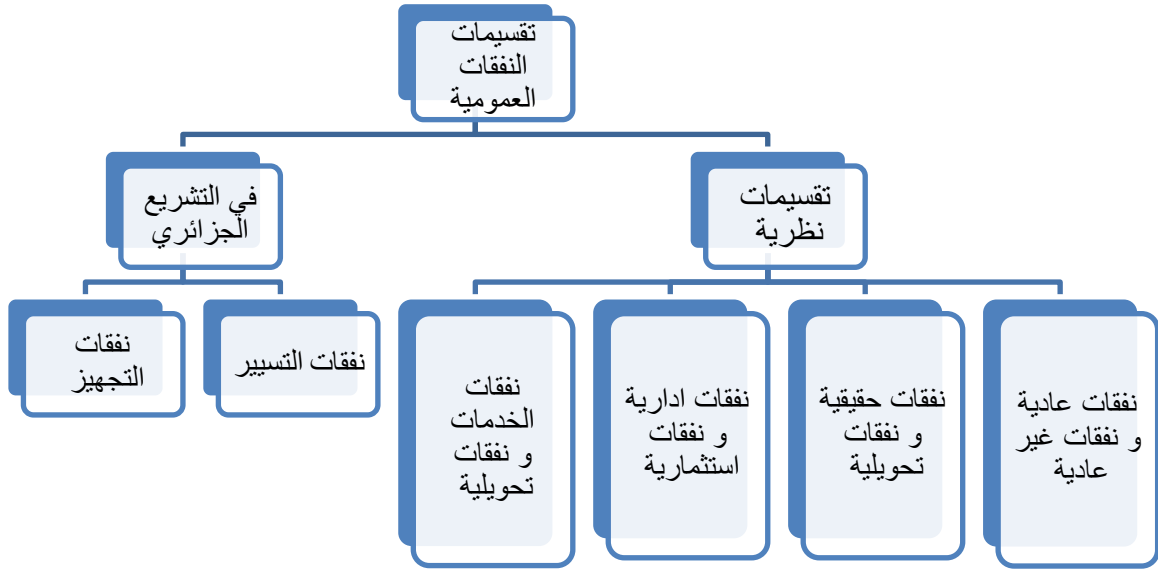 تقسيمات
النفقات
العمومية
تقسيمات
نظرية
في التشريع
الجزائري
نفقات عادية
و نفقات غير
عادية
نفقات حقيقية
و نفقات
تحويلية
نفقات ادارية
و نفقات
استثمارية
نفقات
الخدمات
و نفقات
تحويلية
نفقات التسيير
نفقات
التجهيز